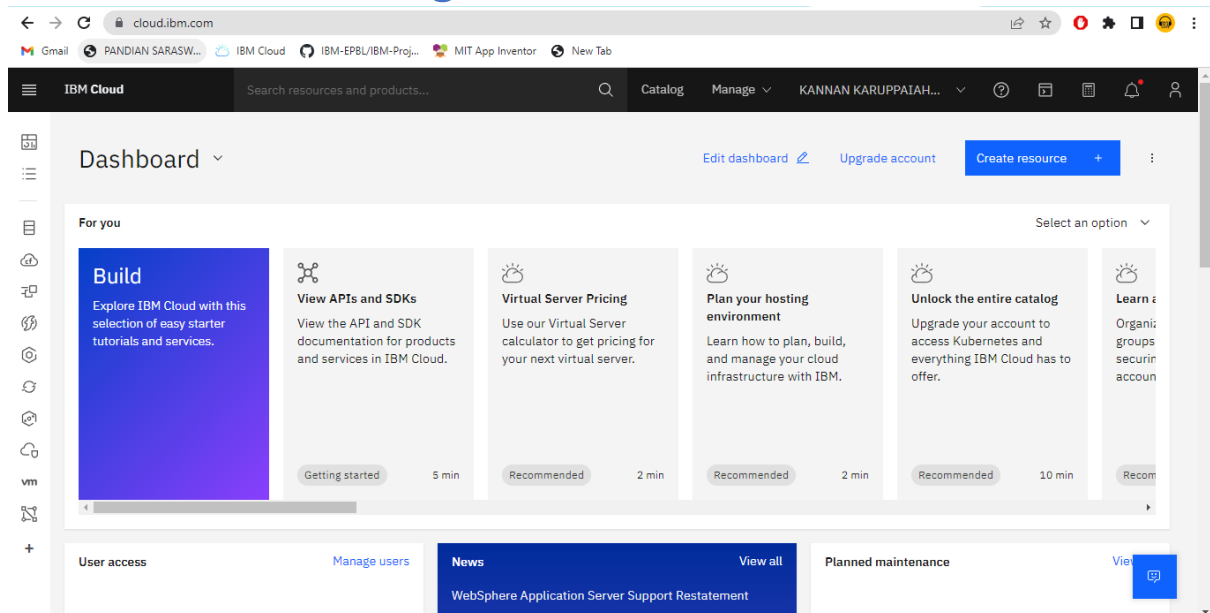 cloud.ibm.com
Gmail PANDIAN SARASW... IBM Cloud IBM-EPBL/IBM-Proj... MIT App Inventor New Tab
IBM Cloud Search resources and products... Catalog Manage KANNAN KARUPPAIAH...
Dashboard Edit dashboard Upgrade account Create resource +
For you Select an option
Build
Explore IBM Cloud with this
selection of easy starter
tutorials and services.
View APIs and SDKs
View the API and SDK
documentation for products
and services in IBM Cloud.
Getting started 5 min
Virtual Server Pricing
Use our Virtual Server
calculator to get pricing for
your next virtual server.
Recommended 2 min
Plan your hosting
environment
Learn how to plan, build,
and manage your cloud
infrastructure with IBM.
Recommended 2 min
Unlock the entire catalog
Upgrade your account to
access Kubernetes and
everything IBM Cloud has to
offer.
Recommended 10 min
Learn a
Organiz
groups
securin
accoun
Recom
vm
User access Manage users
News View all
WebSphere Application Server Support Restatement
Planned maintenance Vie